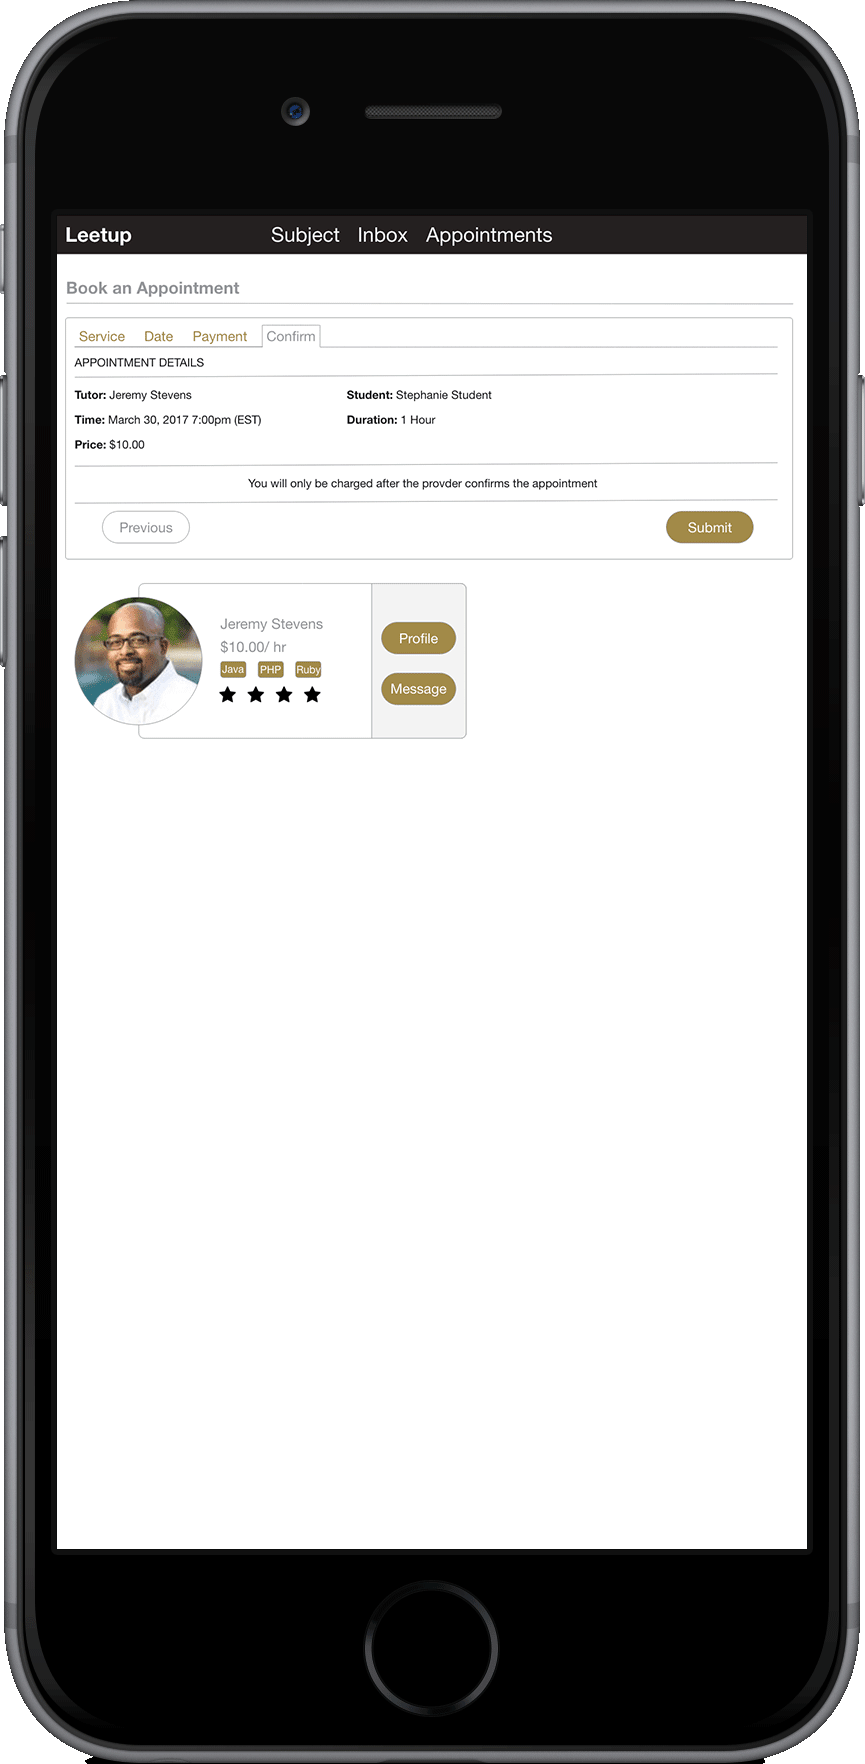 Leetup Subject Inbox Appointments
Book an Appointment
Service Date Payment Confirm
APPOINTMENT DETAILS
Tutor: Jeremy Stevens Student: Stephanie Student
Time: March 30, 2017 7:00pm (EST) Duration: 1 Hour
Price: $10.00
You will only be charged after the provder confirms the appointment
Previous Submit
Jeremy Stevens
$10.00/ hr
Java PHP Ruby
Profile
Message